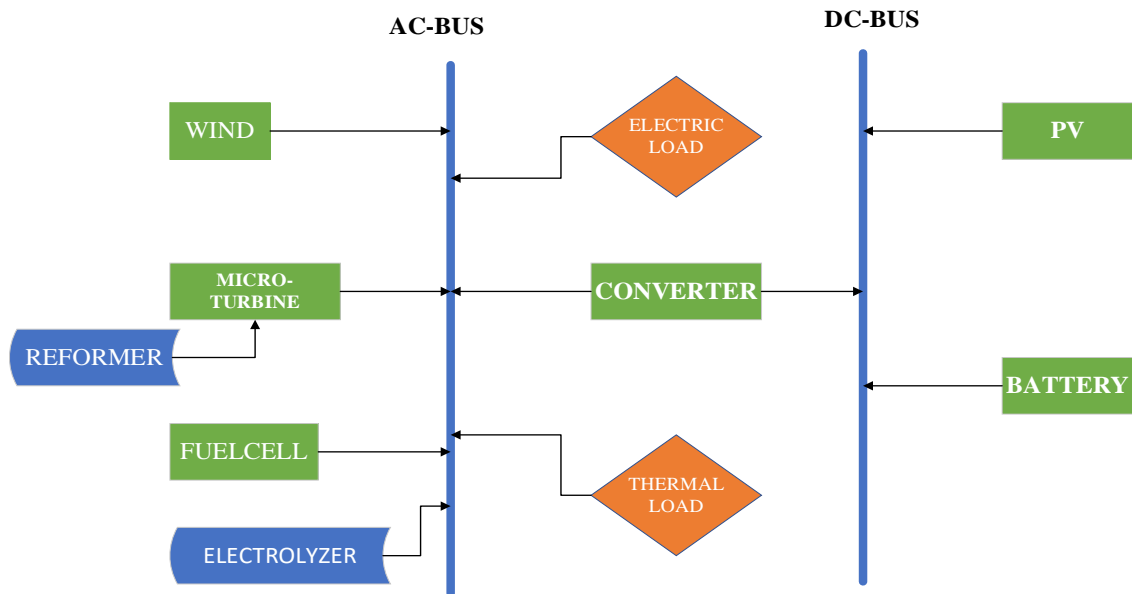 AC-BUS
DC-BUS
WIND
ELECTRIC
LOAD
PV
MICRO-
TURBINE
CONVERTER
REFORMER
BATTERY
FUELCELL
THERMAL
LOAD
ELECTROLYZER